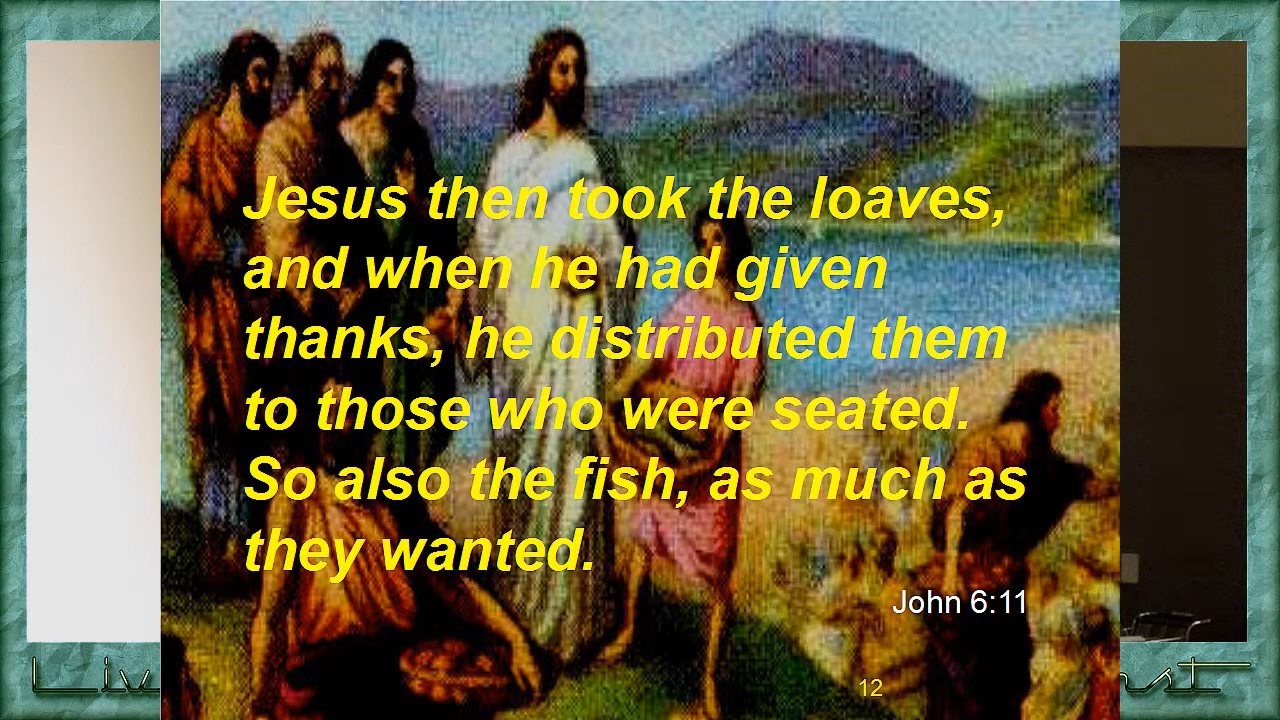 Jesus then took the loaves,
and when he had given
thanks, he distributed them
to those who were seated.
So also the fish, as much as
they wanted.
John 6:11
12